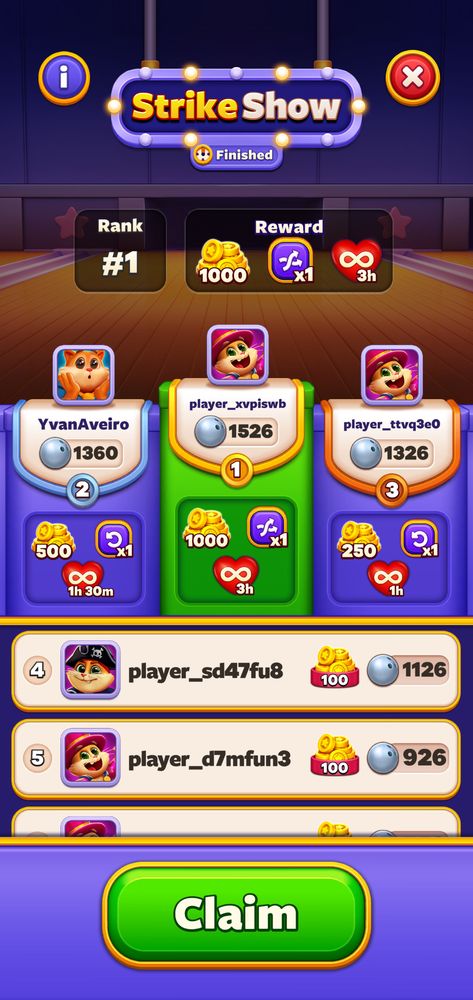 i
Strike Show
Finished
Rank
#1
Reward
1000
x1
3h
player_xvpiswb
1526
1
1000
x1
3h
YvanAveiro
1360
2
500
x1
1h 30m
player_ttvq3e0
1326
3
250
x1
1h
4 player_sd47fu8 100 1126
5 player_d7mfun3 100 926
Claim